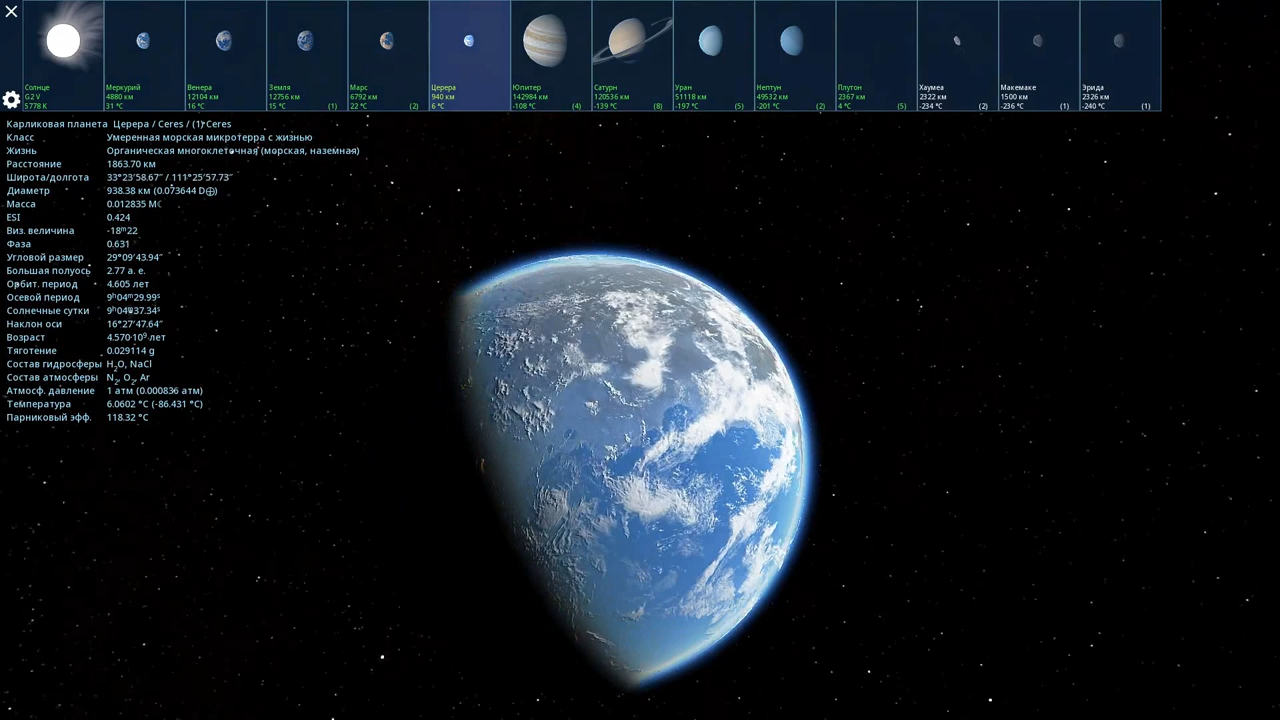 Солнце
G2 V
5778 K
Меркурий
4880 км
31 °C
Венера
12104 км
16 °C
Земля
12756 км
15 °C (1)
Марс
6792 км
22 °C (2)
Церера
940 км
6 °C
Юпитер
142984 км
-108 °C (4)
Сатурн
120536 км
-139 °C (8)
Уран
51118 км
-197 °C (5)
Нептун
49532 км
-201 °C (2)
Плутон
2367 км
4 °C (5)
Хаумеа
2322 км
-234 °C (2)
Макемаке
1500 км
-236 °C (1)
Эрида
2326 км
-240 °C (1)
Карликовая планета Церера / Ceres / (1) Ceres
Класс Умеренная морская микротерра с жизнью
Жизнь Органическая многоклеточная (морская, наземная)
Расстояние 1863.70 км
Широта/долгота 33°23′58.67″ / 111°25′57.73″
Диаметр 938.38 км (0.073644 D⊕)
Масса 0.012835 M☾
ESI 0.424
Виз. величина -18ᵐ22
Фаза 0.631
Угловой размер 29°09′43.94″
Большая полуось 2.77 а. е.
Орбит. период 4.605 лет
Осевой период 9ʰ04ᵐ29.99ˢ
Солнечные сутки 9ʰ04ᵐ37.34ˢ
Наклон оси 16°27′47.64″
Возраст 4.570·10⁹ лет
Тяготение 0.029114 g
Состав гидросферы H₂O, NaCl
Состав атмосферы N₂, O₂, Ar
Атмосф. давление 1 атм (0.000836 атм)
Температура 6.0602 °C (-86.431 °C)
Парниковый эфф. 118.32 °C